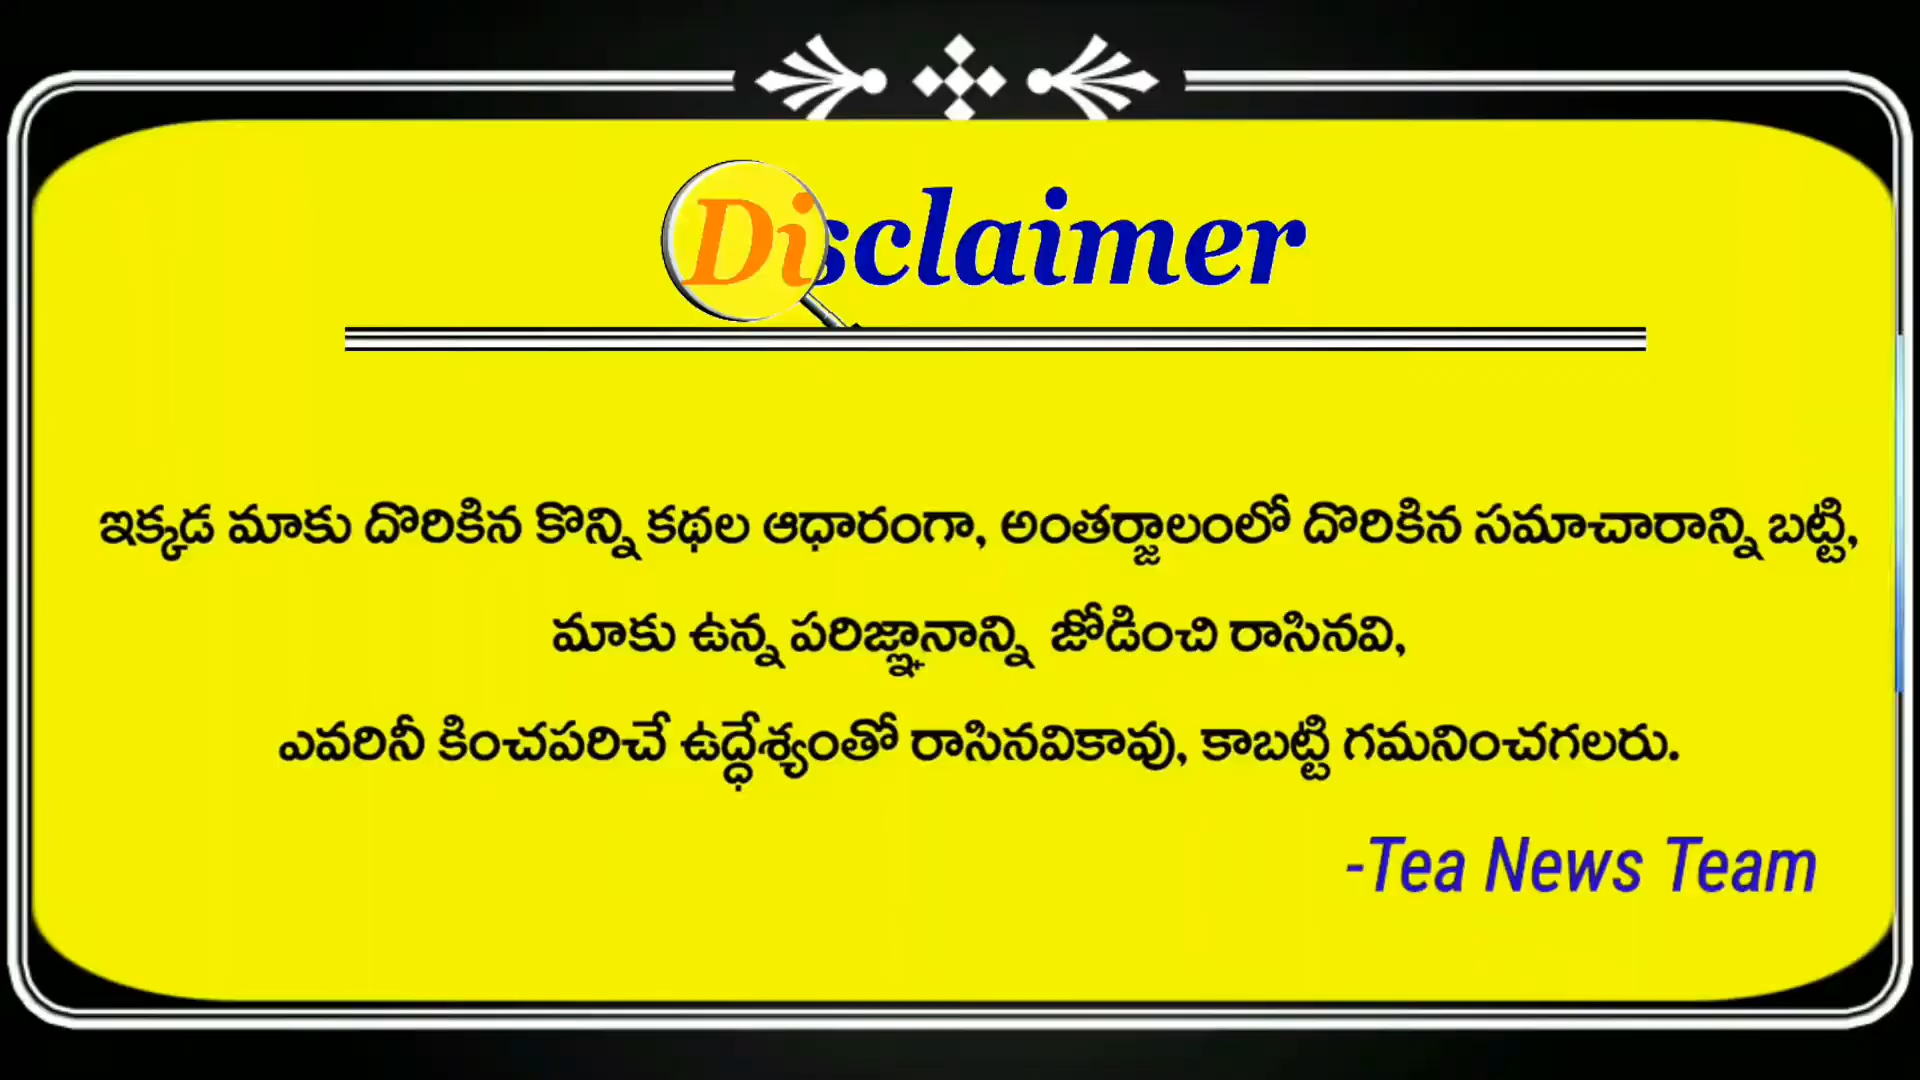 Disclaimer
ఇక్కడ మాకు దొరికిన కొన్ని కథల ఆధారంగా, అంతర్జాలంలో దొరికిన సమాచారాన్ని బట్టి,
మాకు ఉన్న పరిజ్ఞానాన్ని జోడించి రాసినవి,
ఎవరినీ కించపరిచే ఉద్ధేశ్యంతో రాసినవికావు, కాబట్టి గమనించగలరు.
-Tea News Team